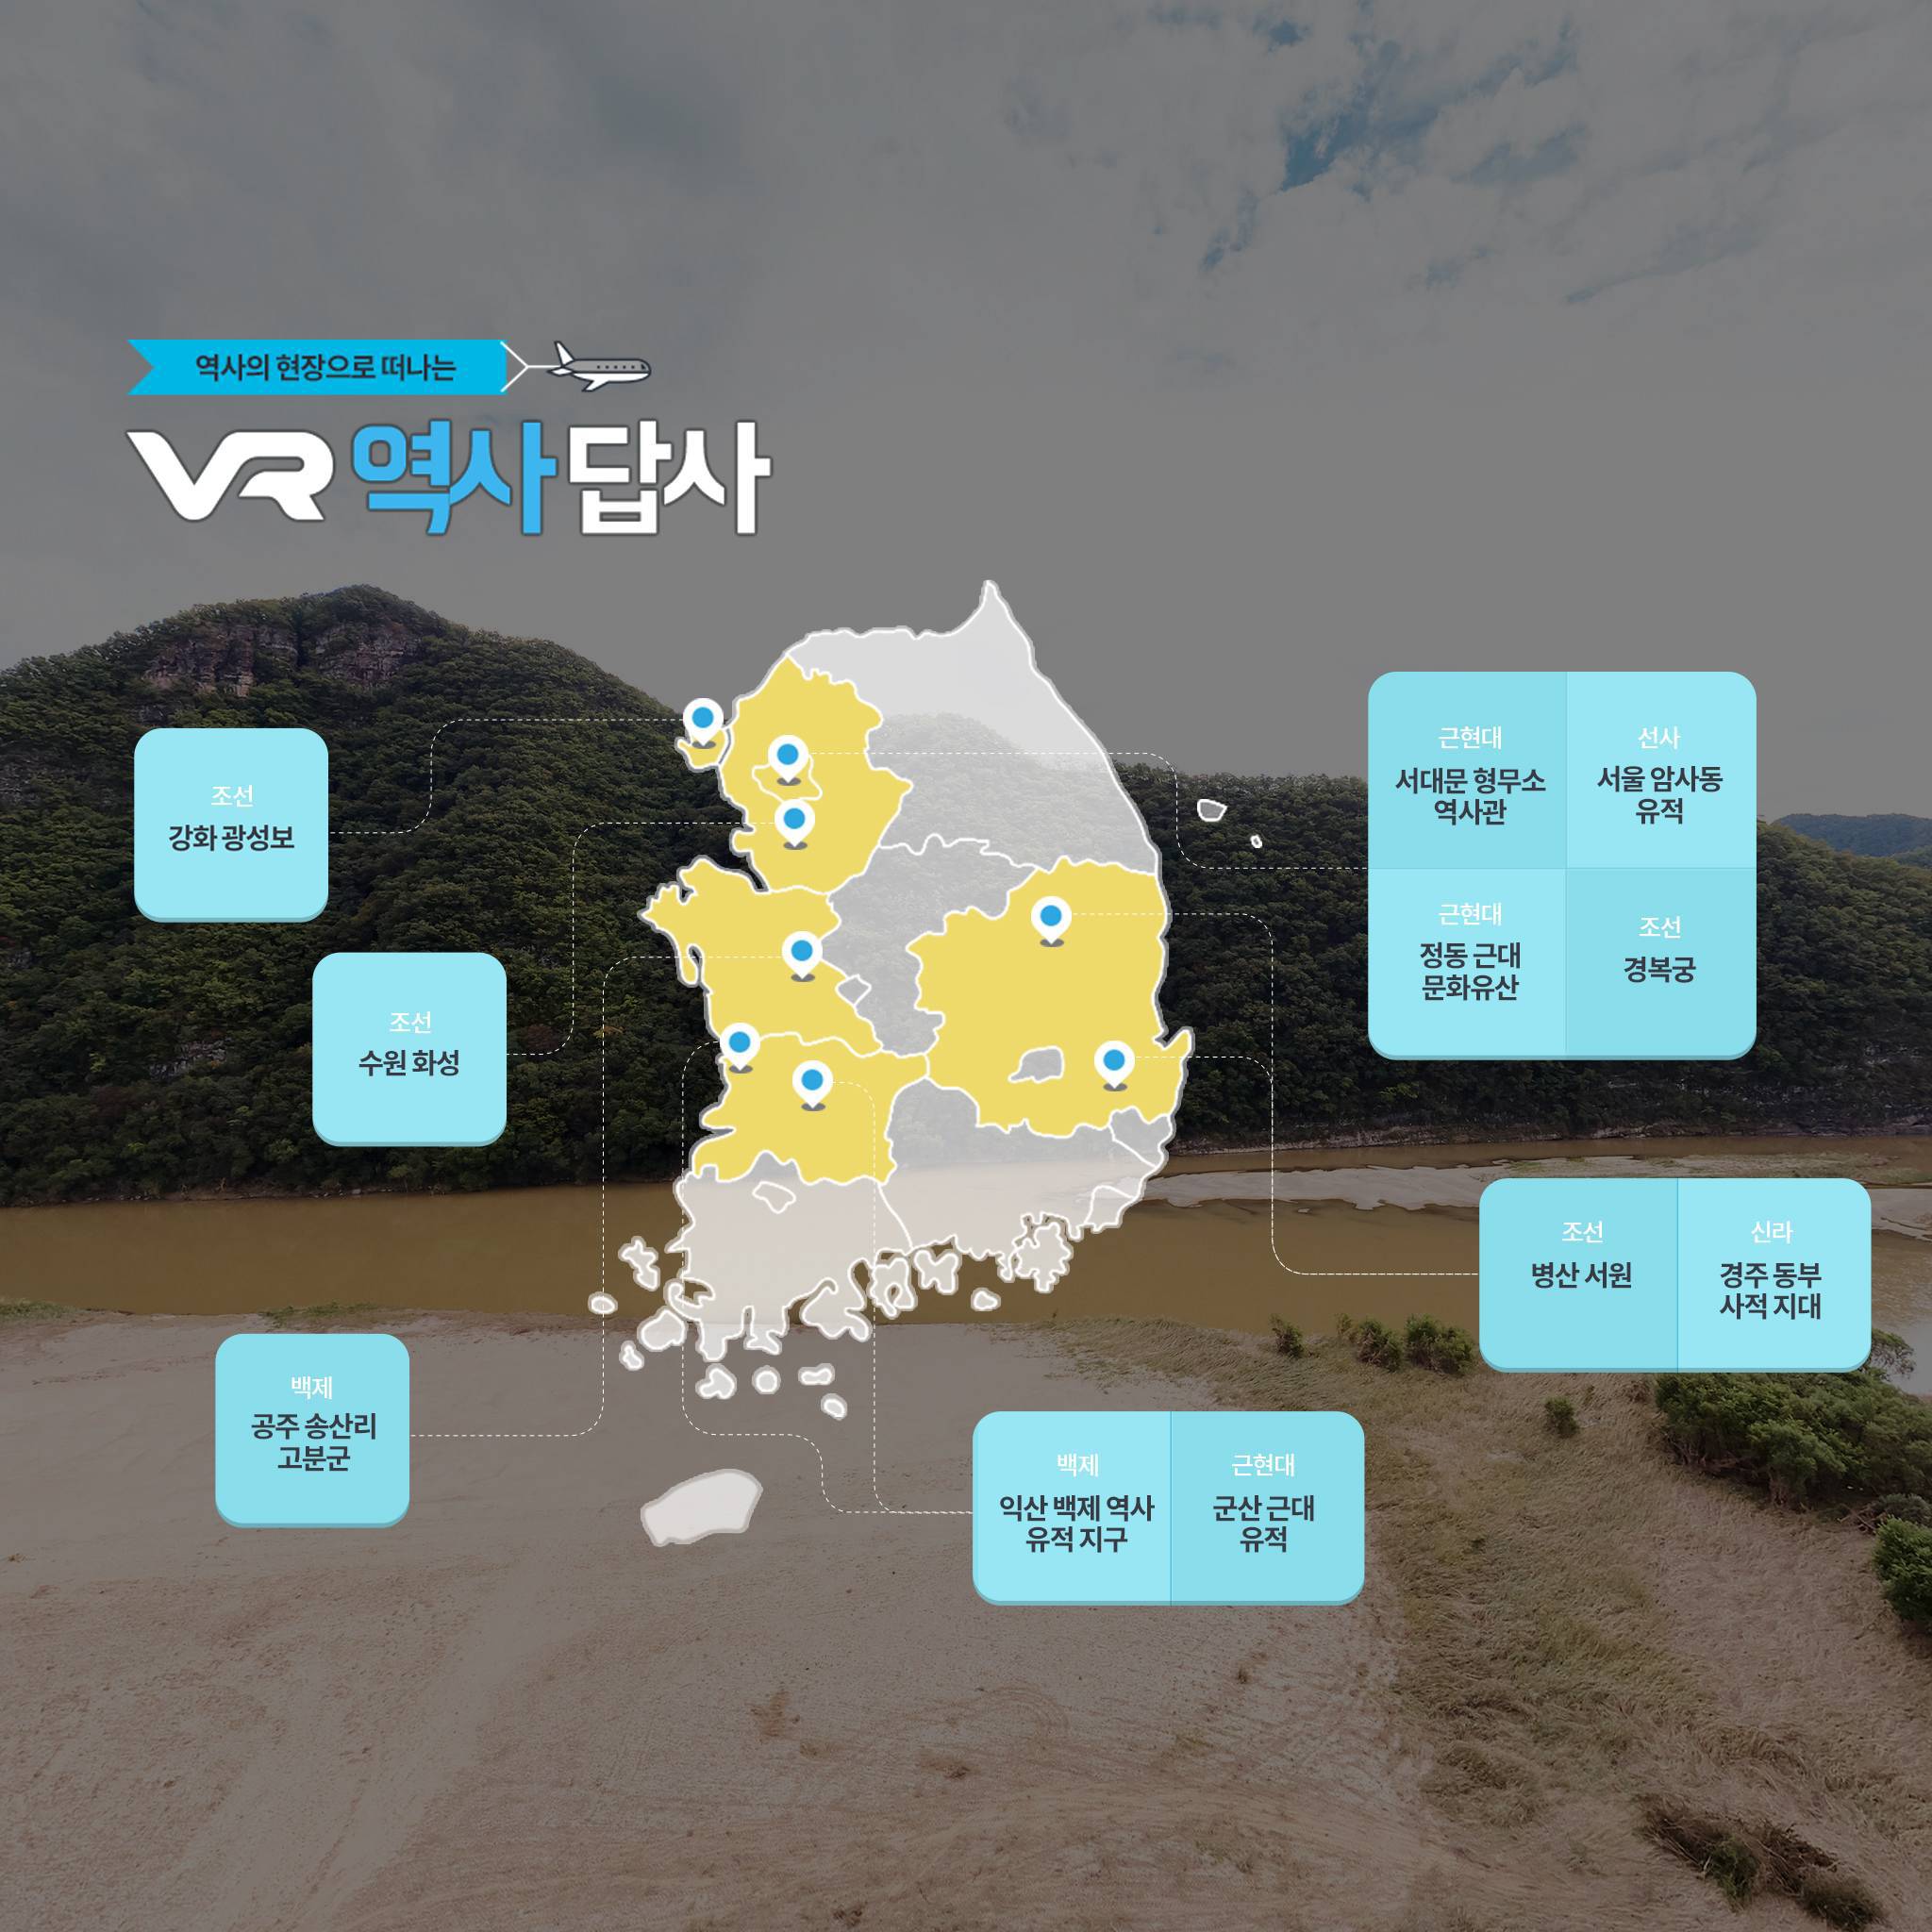 역사의 현장으로 떠나는
VR 역사 답사
조선
강화 광성보
조선
수원 화성
백제
공주 송산리
고분군
근현대
서대문 형무소
역사관
선사
서울 암사동
유적
근현대
정동 근대
문화유산
조선
경복궁
조선
병산 서원
신라
경주 동부
사적 지대
백제
익산 백제 역사
유적 지구
근현대
군산 근대
유적